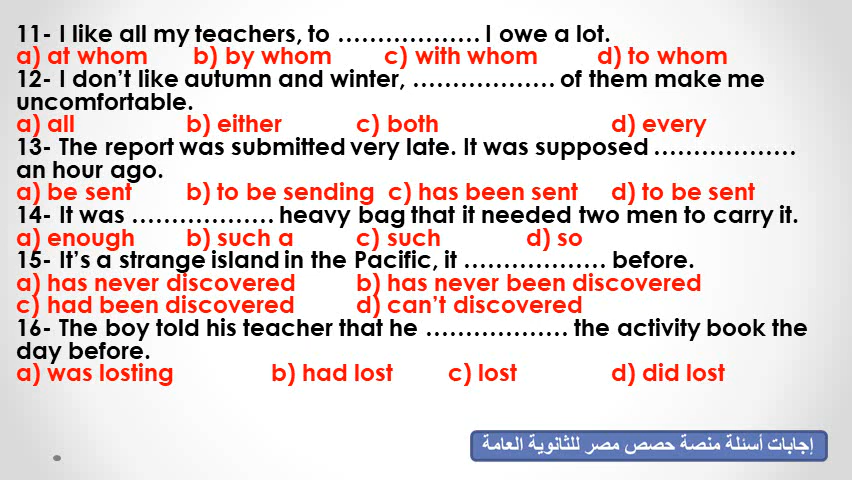 11- I like all my teachers, to ……………… I owe a lot.
a) at whom b) by whom c) with whom d) to whom
12- I don't like autumn and winter, ……………… of them make me
uncomfortable.
a) all b) either c) both d) every
13- The report was submitted very late. It was supposed ………………
an hour ago.
a) be sent b) to be sending c) has been sent d) to be sent
14- It was ……………… heavy bag that it needed two men to carry it.
a) enough b) such a c) such d) so
15- It's a strange island in the Pacific, it ……………… before.
a) has never discovered b) has never been discovered
c) had been discovered d) can't discovered
16- The boy told his teacher that he ……………… the activity book the
day before.
a) was losting b) had lost c) lost d) did lost
إجابات أسئلة منصة حصص مصر للثانوية العامة